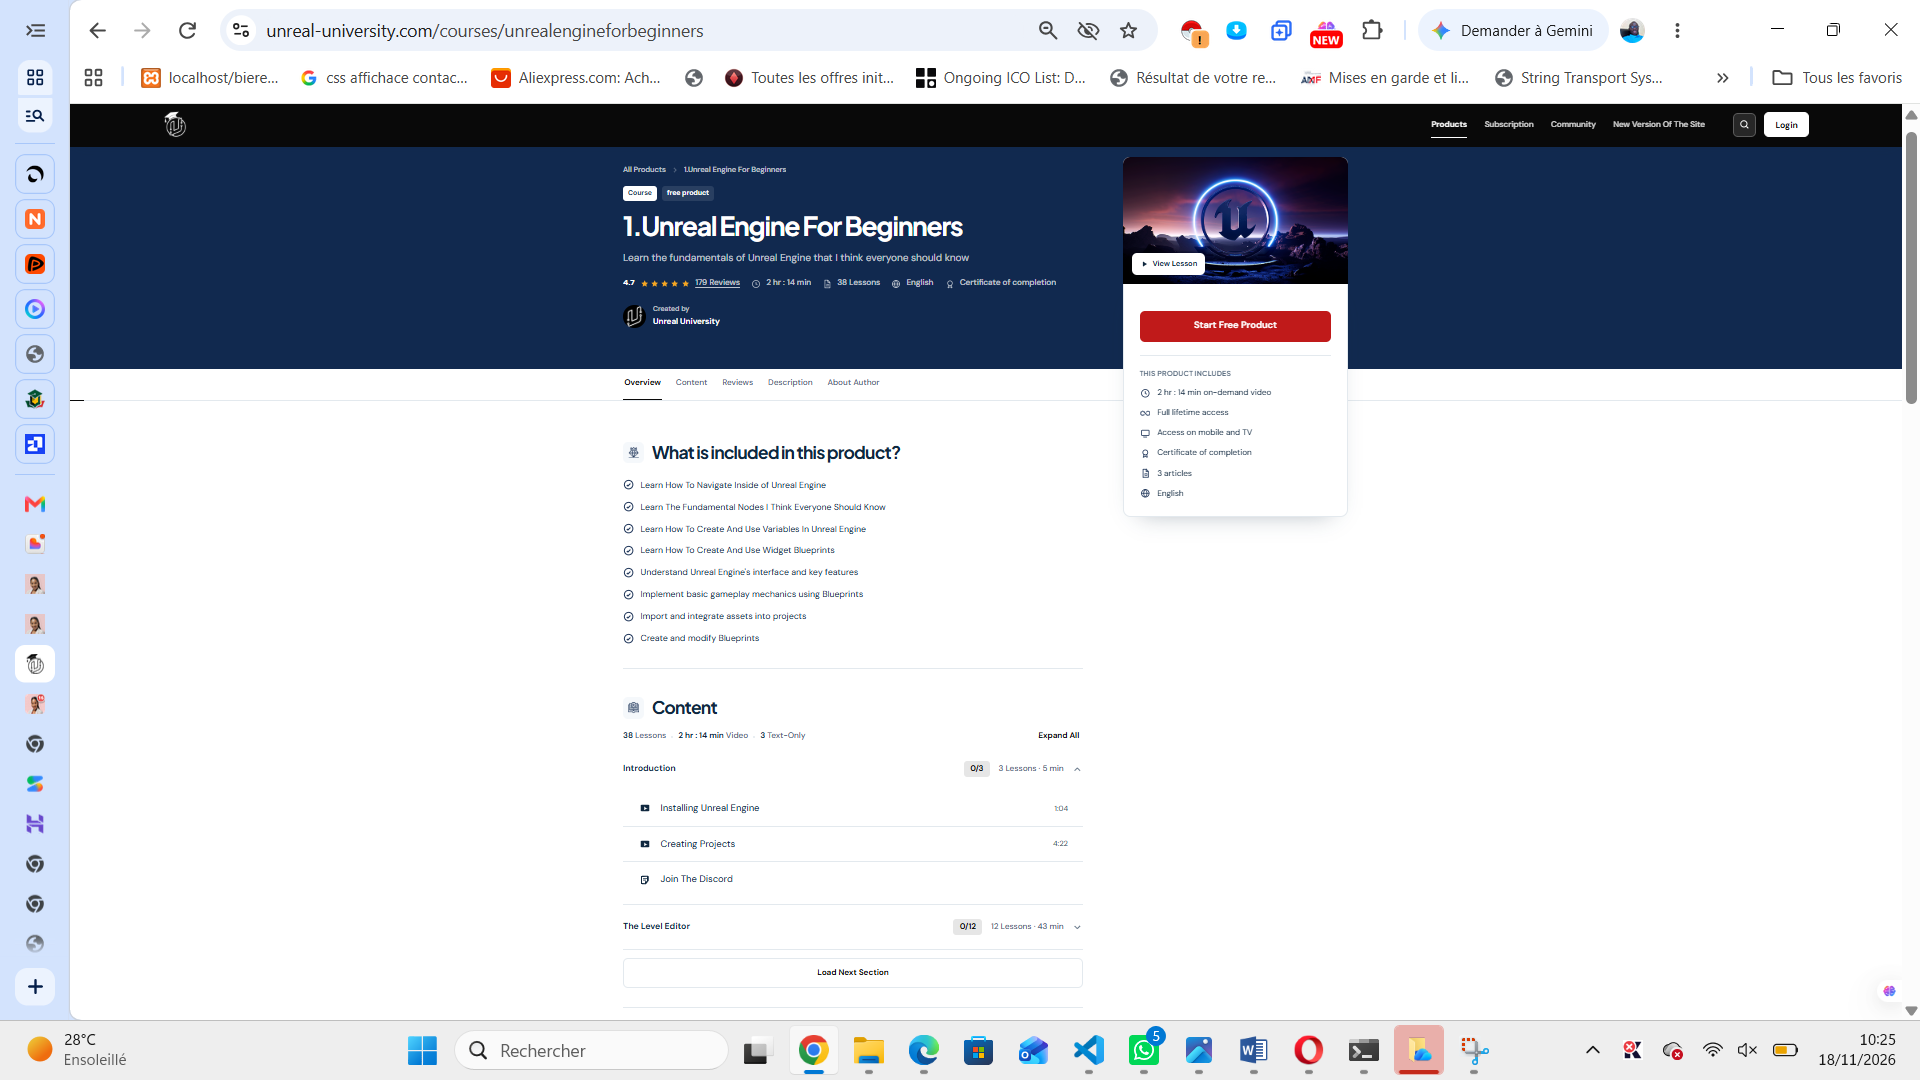 unreal-university.com/courses/unrealengineforbeginners
NEW
Demander à Gemini
localhost/biere...
css affichace contac...
Aliexpress.com: Ach...
Toutes les offres init...
Ongoing ICO List: D...
Résultat de votre re...
Mises en garde et li...
String Transport Sys...
Tous les favoris
Products
Subscription
Community
New Version Of The Site
Login
All Products > 1.Unreal Engine For Beginners
Course
free product
1.Unreal Engine For Beginners
Learn the fundamentals of Unreal Engine that I think everyone should know
4.7 179 Reviews 2 hr : 14 min 38 Lessons English Certificate of completion
Created by
Unreal University
View Lesson
Start Free Product
THIS PRODUCT INCLUDES
2 hr : 14 min on-demand video
Full lifetime access
Access on mobile and TV
Certificate of completion
3 articles
English
Overview
Content
Reviews
Description
About Author
What is included in this product?
Learn How To Navigate Inside of Unreal Engine
Learn The Fundamental Nodes I Think Everyone Should Know
Learn How To Create And Use Variables In Unreal Engine
Learn How To Create And Use Widget Blueprints
Understand Unreal Engine's interface and key features
Implement basic gameplay mechanics using Blueprints
Import and integrate assets into projects
Create and modify Blueprints
Content
38 Lessons . 2 hr : 14 min Video . 3 Text-Only
Expand All
Introduction 0/3 3 Lessons · 5 min
Installing Unreal Engine 1:04
Creating Projects 4:22
Join The Discord
The Level Editor 0/12 12 Lessons · 43 min
Load Next Section
28°C
Ensoleillé
Rechercher
5
10:25
18/11/2026